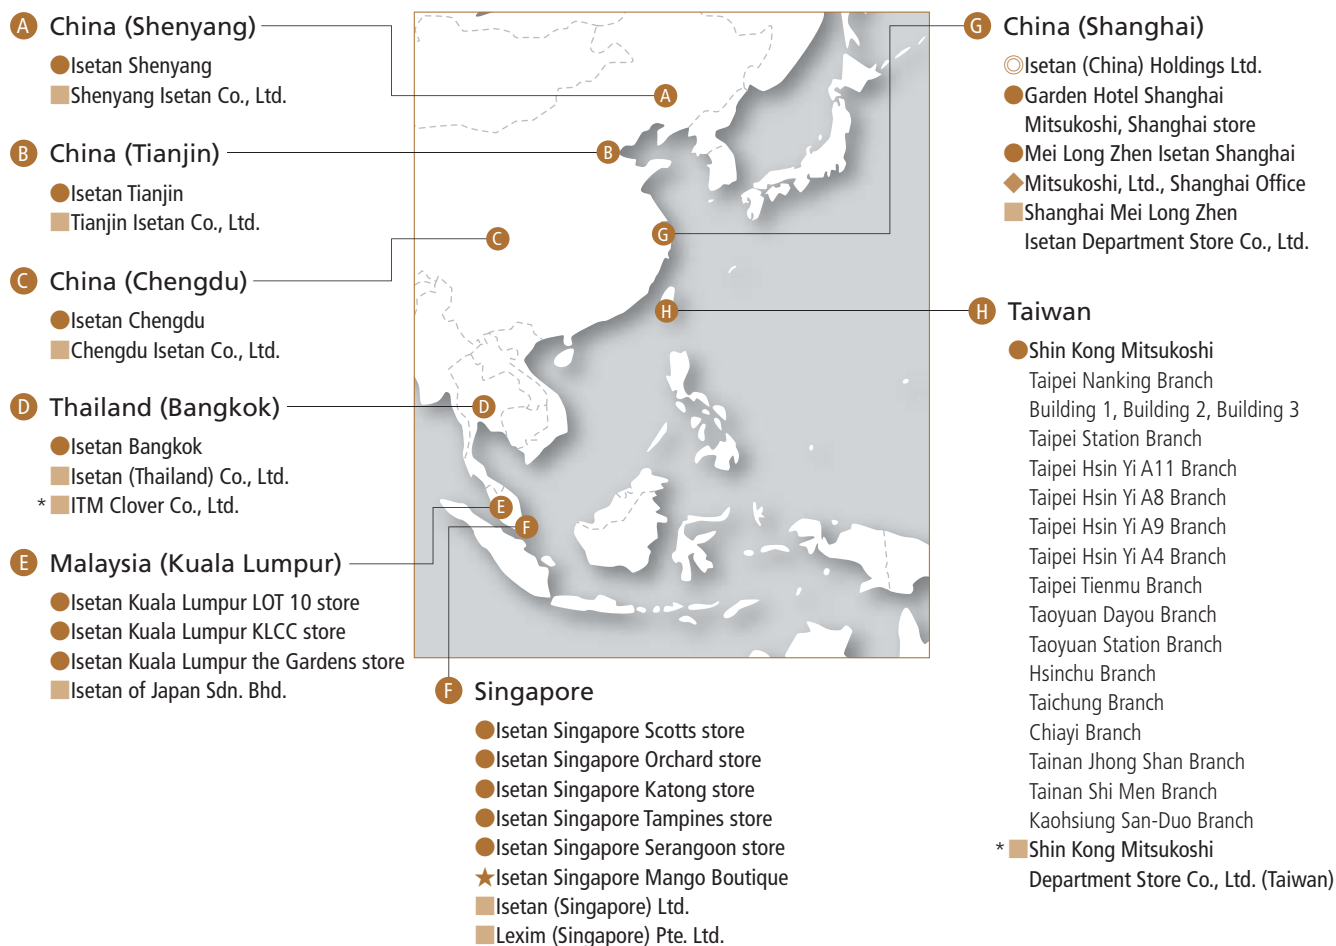 A China (Shenyang)
●Isetan Shenyang
■Shenyang Isetan Co., Ltd.
B China (Tianjin)
●Isetan Tianjin
■Tianjin Isetan Co., Ltd.
C China (Chengdu)
●Isetan Chengdu
■Chengdu Isetan Co., Ltd.
D Thailand (Bangkok)
●Isetan Bangkok
■Isetan (Thailand) Co., Ltd.
* ■ITM Clover Co., Ltd.
E Malaysia (Kuala Lumpur)
●Isetan Kuala Lumpur LOT 10 store
●Isetan Kuala Lumpur KLCC store
●Isetan Kuala Lumpur the Gardens store
■Isetan of Japan Sdn. Bhd.
A
B
C
G
H
D
E
F
F Singapore
●Isetan Singapore Scotts store
●Isetan Singapore Orchard store
●Isetan Singapore Katong store
●Isetan Singapore Tampines store
●Isetan Singapore Serangoon store
★Isetan Singapore Mango Boutique
■Isetan (Singapore) Ltd.
■Lexim (Singapore) Pte. Ltd.
G China (Shanghai)
◎Isetan (China) Holdings Ltd.
●Garden Hotel Shanghai
Mitsukoshi, Shanghai store
●Mei Long Zhen Isetan Shanghai
◆Mitsukoshi, Ltd., Shanghai Office
■Shanghai Mei Long Zhen
Isetan Department Store Co., Ltd.
H Taiwan
●Shin Kong Mitsukoshi
Taipei Nanking Branch
Building 1, Building 2, Building 3
Taipei Station Branch
Taipei Hsin Yi A11 Branch
Taipei Hsin Yi A8 Branch
Taipei Hsin Yi A9 Branch
Taipei Hsin Yi A4 Branch
Taipei Tienmu Branch
Taoyuan Dayou Branch
Taoyuan Station Branch
Hsinchu Branch
Taichung Branch
Chiayi Branch
Tainan Jhong Shan Branch
Tainan Shi Men Branch
Kaohsiung San-Duo Branch
* ■Shin Kong Mitsukoshi
Department Store Co., Ltd. (Taiwan)